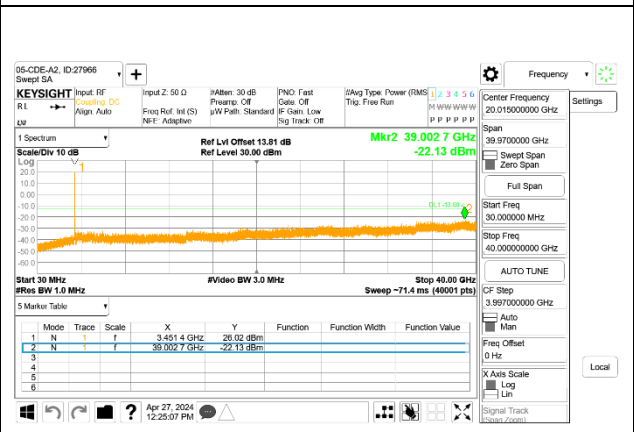 05-CDE-A2, ID:27966
Swept SA
Frequency
KEYSIGHT
R L
Input: RF
Coupling: DC
Align: Auto
Input Z: 50 Ω
Freq Ref: Int (S)
NFE: Adaptive
#Atten: 30 dB
Preamp: Off
µW Path: Standard
PNO: Fast
Gate: Off
IF Gain: Low
Sig Track: Off
#Avg Type: Power (RMS
Trig: Free Run
1 2 3 4 5 6
M W W W W W
P P P P P P
1 Spectrum
Scale/Div 10 dB
Ref Lvl Offset 13.81 dB
Ref Level 30.00 dBm
Mkr2 39.002 7 GHz
-22.13 dBm
Log
20.0
10.0
0.00
-10.0
-20.0
-30.0
-40.0
-50.0
-60.0
1
2
Start 30 MHz
#Res BW 1.0 MHz
#Video BW 3.0 MHz
Stop 40.00 GHz
Sweep ~71.4 ms (40001 pts)
5 Marker Table
Mode Trace Scale X Y Function Function Width Function Value
1 N 1 f 3.451 4 GHz 26.02 dBm
2 N 1 f 39.002 7 GHz -22.13 dBm
3
4
5
6
Apr 27, 2024
12:25:07 PM
?
Center Frequency
20.015000000 GHz
Span
39.9700000 GHz
Swept Span
Zero Span
Full Span
Start Freq
30.000000 MHz
Stop Freq
40.000000000 GHz
AUTO TUNE
CF Step
3.997000000 GHz
Auto
Man
Freq Offset
0 Hz
X Axis Scale
Log
Lin
Signal Track
(Span Zoom)
Settings
Local